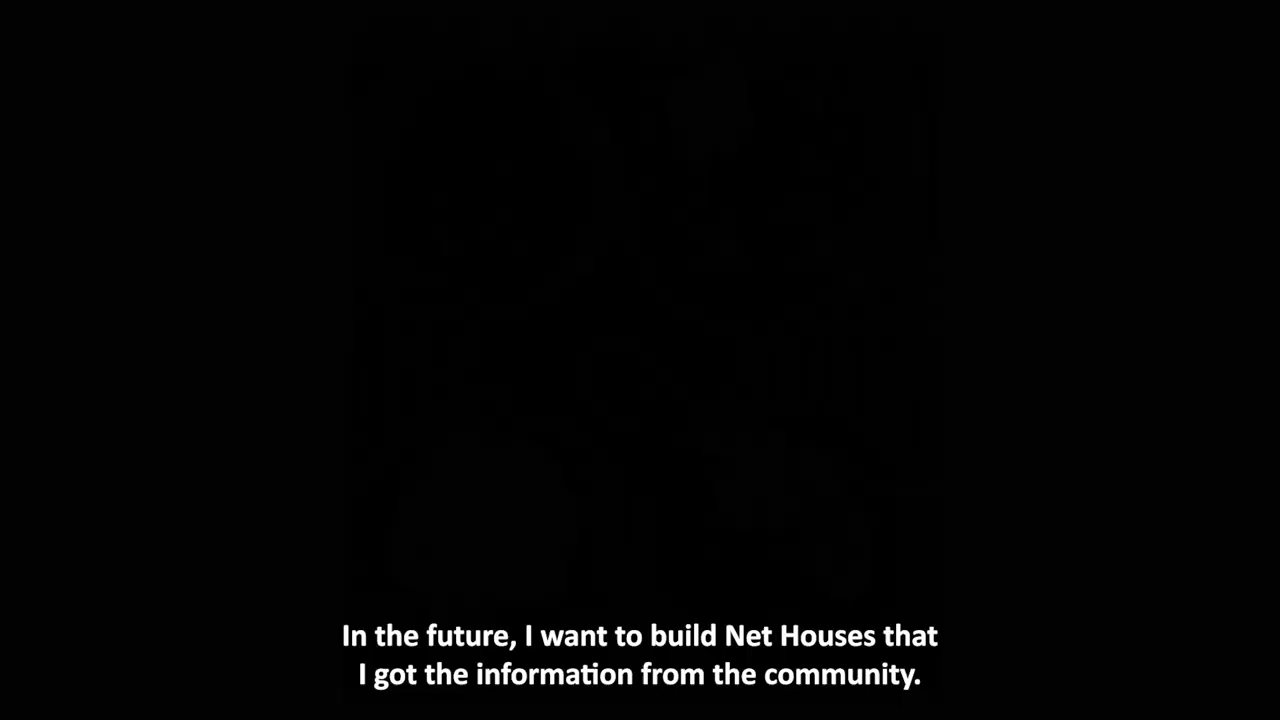 In the future, I want to build Net Houses that
I got the information from the community.